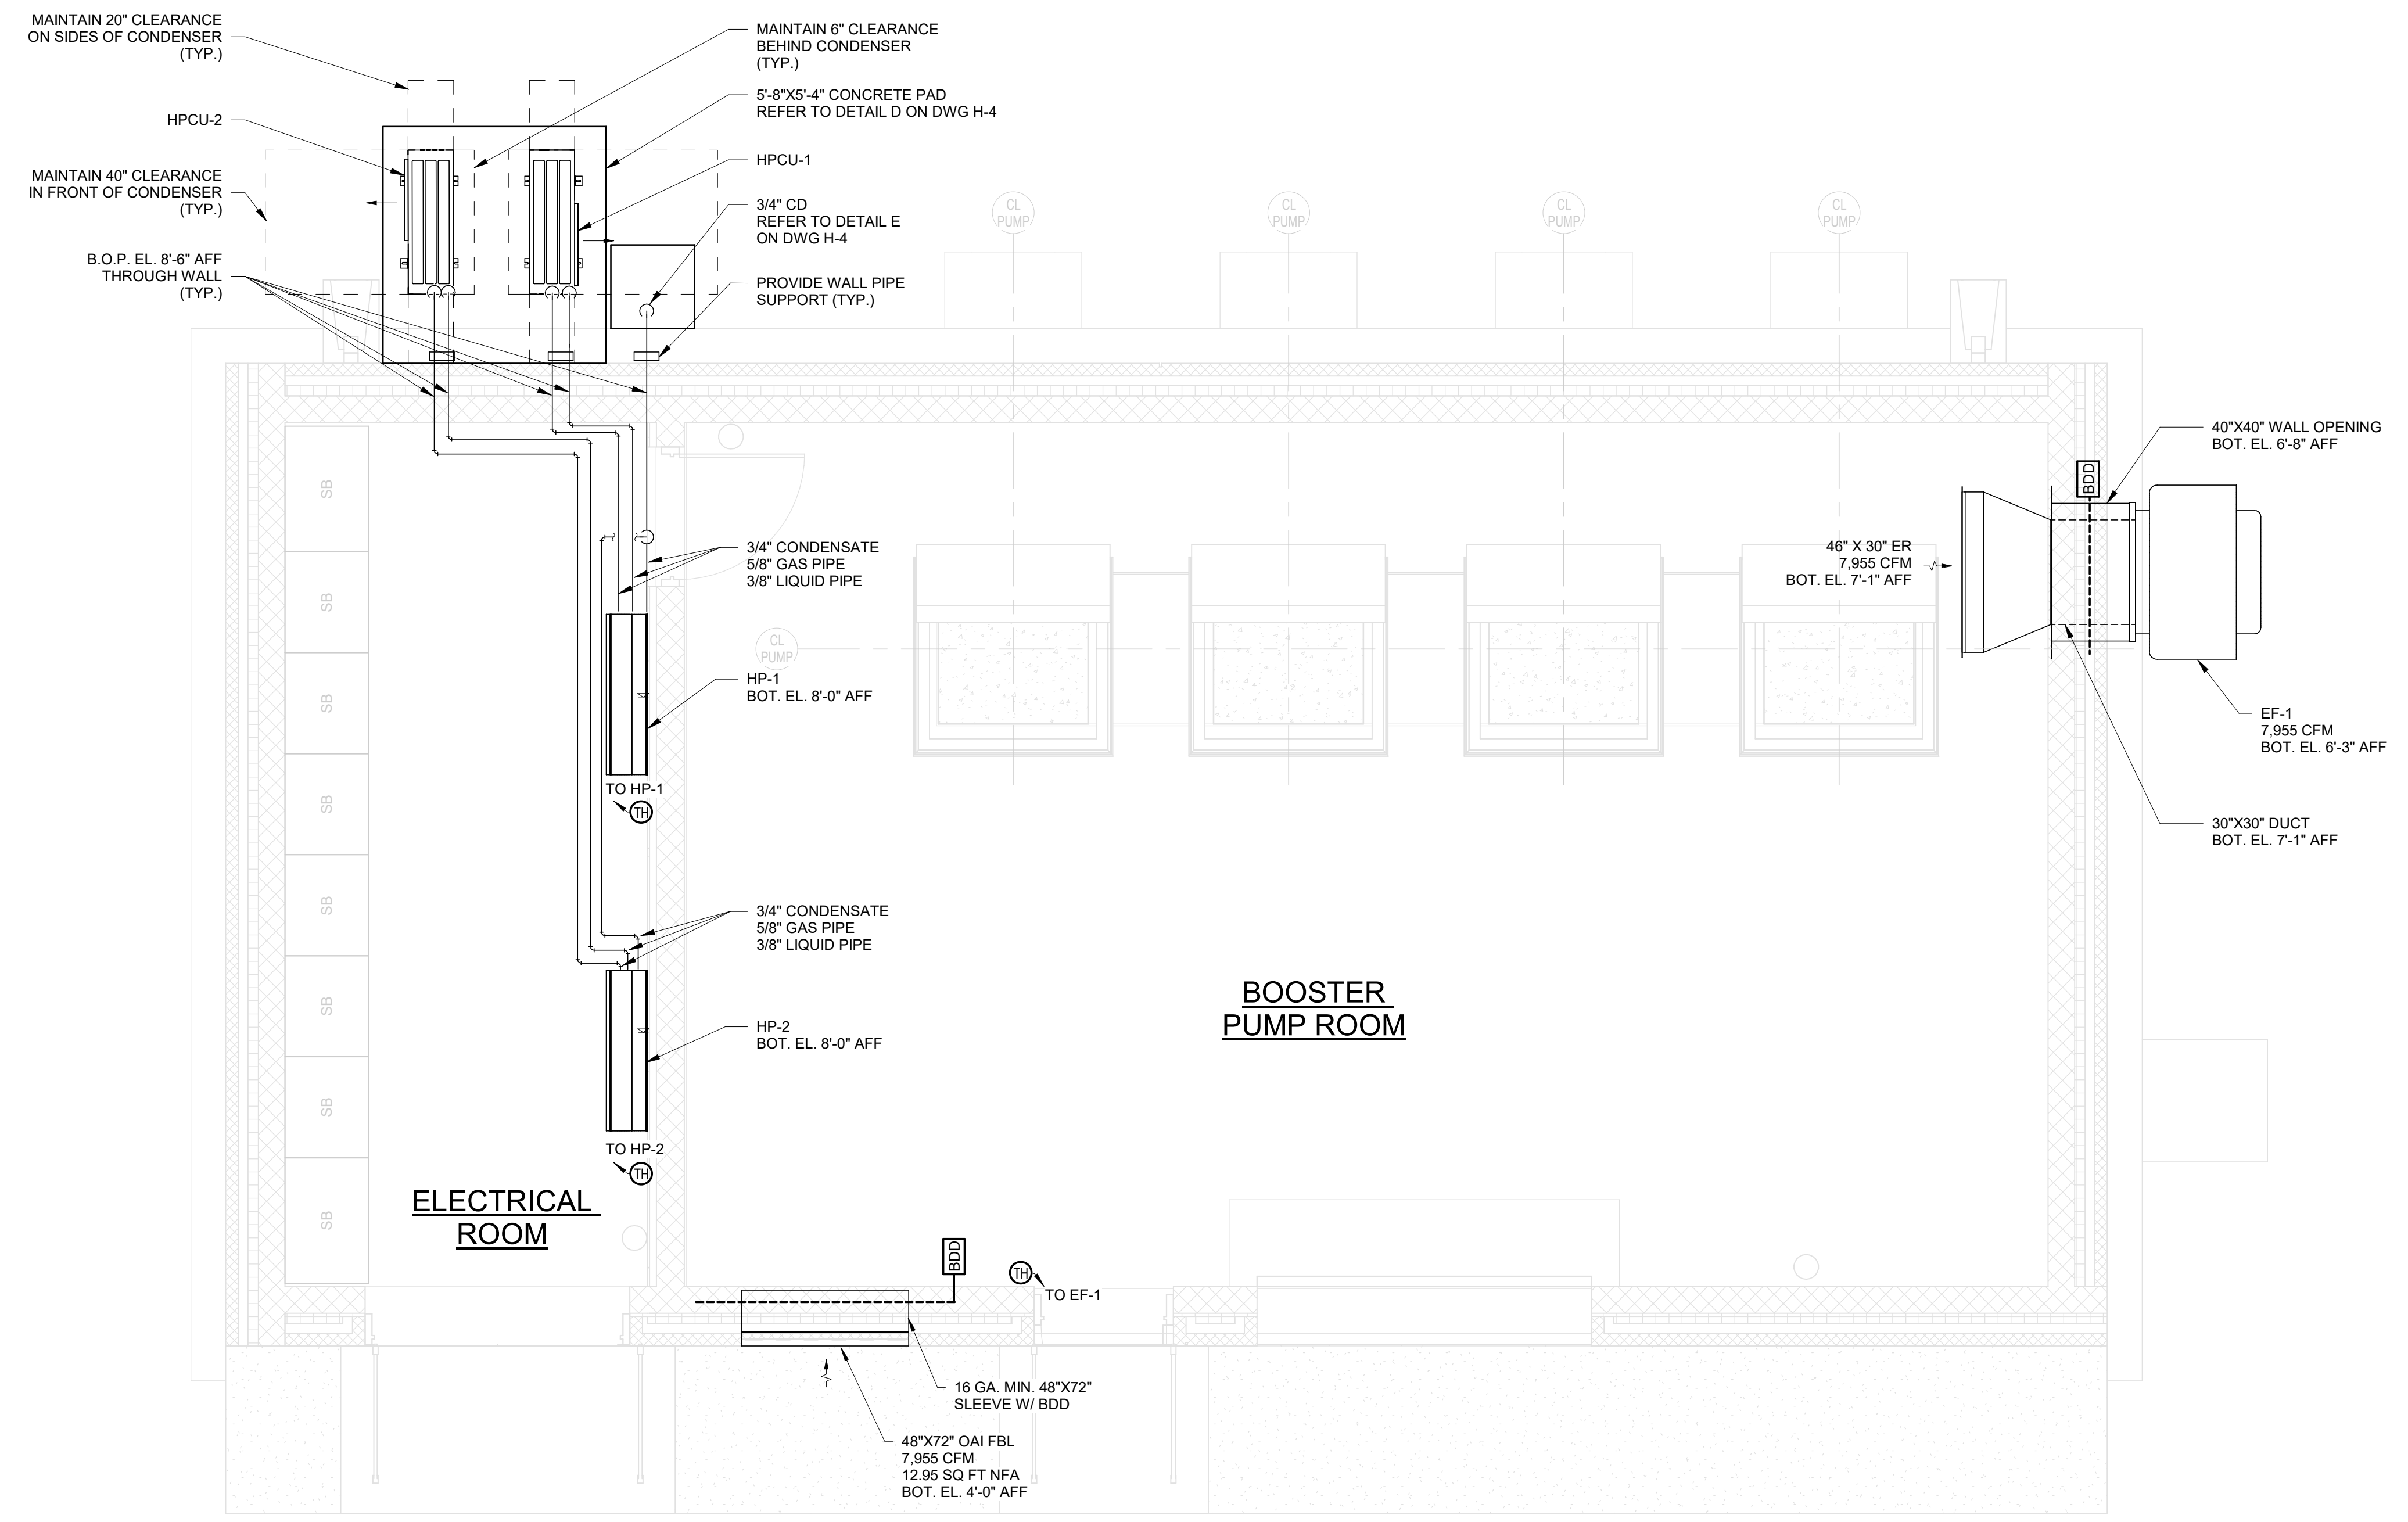 MAINTAIN 20" CLEARANCE
ON SIDES OF CONDENSER
(TYP.)
HPCU-2
MAINTAIN 40" CLEARANCE
IN FRONT OF CONDENSER
(TYP.)
B.O.P. EL. 8'-6" AFF
THROUGH WALL
(TYP.)
MAINTAIN 6" CLEARANCE
BEHIND CONDENSER
(TYP.)
5'-8"X5'-4" CONCRETE PAD
REFER TO DETAIL D ON DWG H-4
HPCU-1
3/4" CD
REFER TO DETAIL E
ON DWG H-4
PROVIDE WALL PIPE
SUPPORT (TYP.)
CL
PUMP
CL
PUMP
CL
PUMP
CL
PUMP
40"X40" WALL OPENING
BOT. EL. 6'-8" AFF
BDD
46" X 30" ER
7,955 CFM
BOT. EL. 7'-1" AFF
EF-1
7,955 CFM
BOT. EL. 6'-3" AFF
30"X30" DUCT
BOT. EL. 7'-1" AFF
SB
SB
SB
SB
SB
SB
SB
SB
3/4" CONDENSATE
5/8" GAS PIPE
3/8" LIQUID PIPE
CL
PUMP
HP-1
BOT. EL. 8'-0" AFF
TO HP-1
TH
3/4" CONDENSATE
5/8" GAS PIPE
3/8" LIQUID PIPE
HP-2
BOT. EL. 8'-0" AFF
TO HP-2
TH
BOOSTER
PUMP ROOM
ELECTRICAL
ROOM
BDD
TH
TO EF-1
16 GA. MIN. 48"X72"
SLEEVE W/ BDD
48"X72" OAI FBL
7,955 CFM
12.95 SQ FT NFA
BOT. EL. 4'-0" AFF